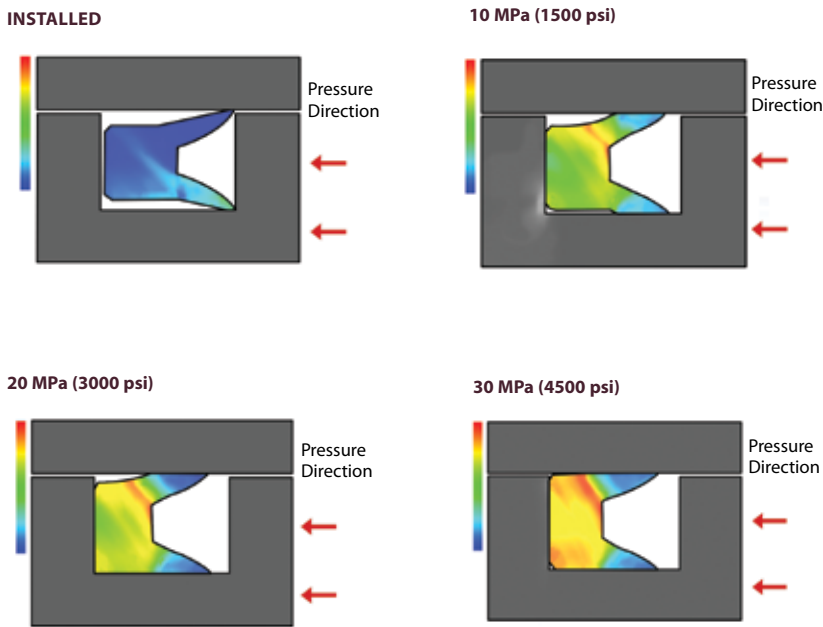 INSTALLED
Pressure
Direction
10 MPa (1500 psi)
Pressure
Direction
20 MPa (3000 psi)
Pressure
Direction
30 MPa (4500 psi)
Pressure
Direction